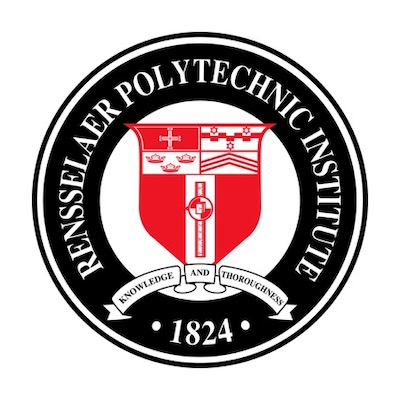 RENSSELAER POLYTECHNIC INSTITUTE
KNOWLEDGE AND THOROUGHNESS
• 1824 •